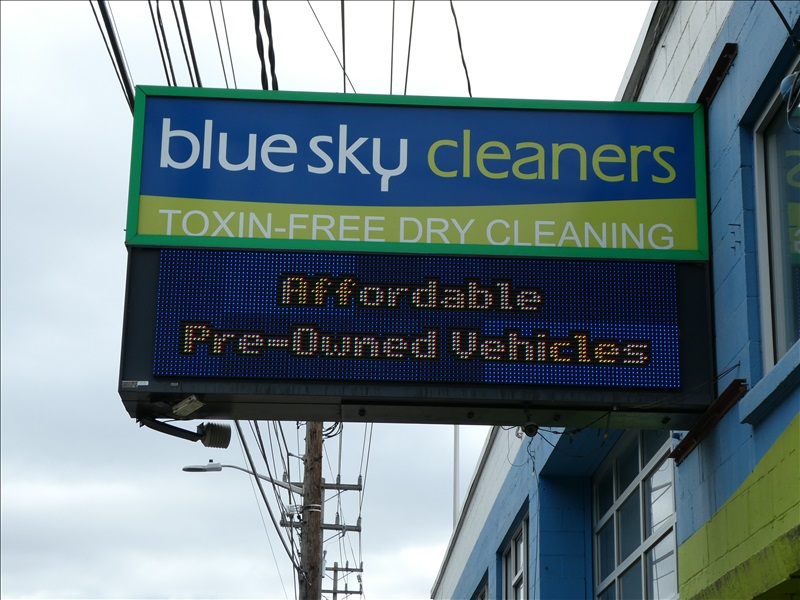 blue sky cleaners
TOXIN-FREE DRY CLEANING
Affordable
Pre-Owned Vehicles